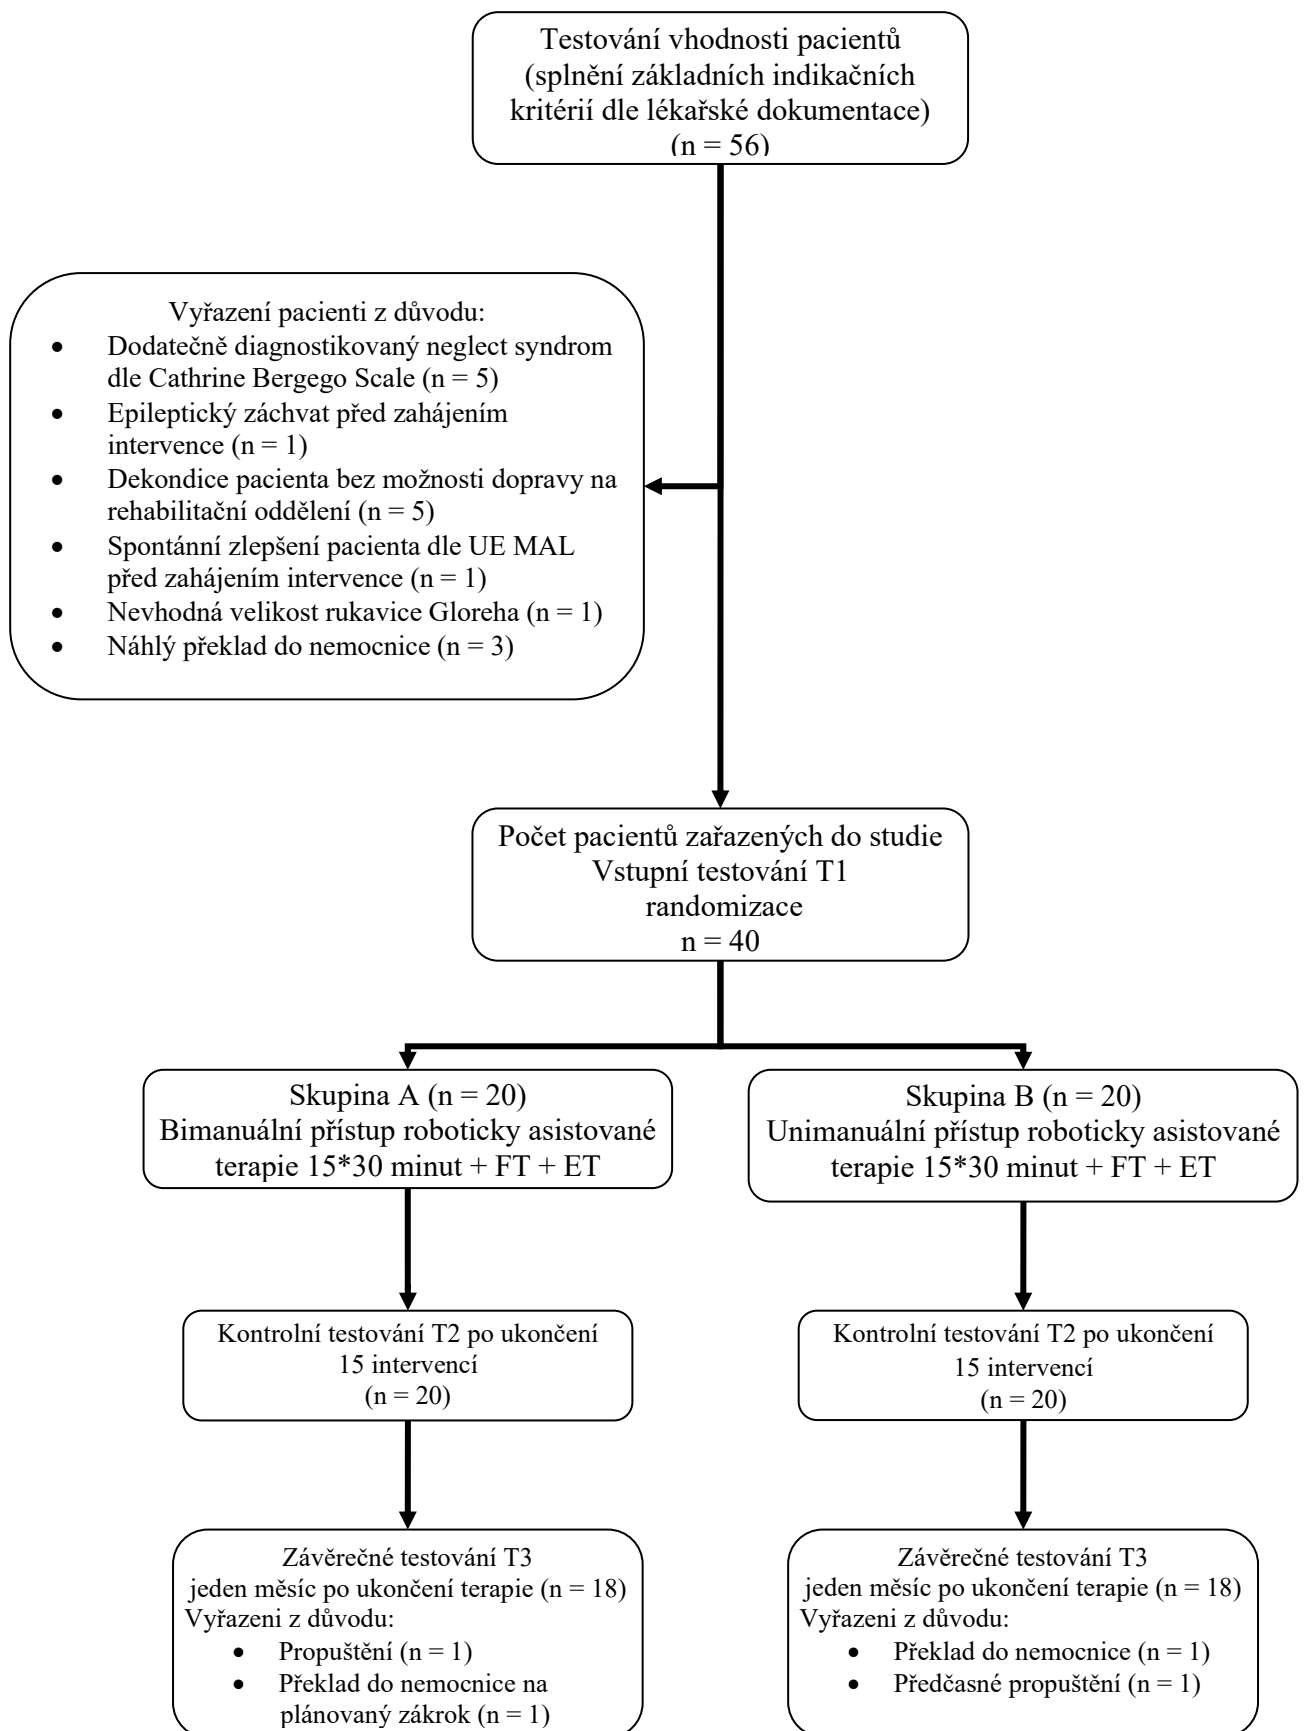 Testování vhodnosti pacientů
(splnění základních indikačních
kritérií dle lékařské dokumentace)
(n = 56)
Vyřazení pacienti z důvodu:
• Dodatečně diagnostikovaný neglect syndrom
dle Cathrine Bergego Scale (n = 5)
• Epileptický záchvat před zahájením
intervence (n = 1)
• Dekondice pacienta bez možnosti dopravy na
rehabilitační oddělení (n = 5)
• Spontánní zlepšení pacienta dle UE MAL
před zahájením intervence (n = 1)
• Nevhodná velikost rukavice Gloreha (n = 1)
• Náhlý překlad do nemocnice (n = 3)
Počet pacientů zařazených do studie
Vstupní testování T1
randomizace
n = 40
Skupina A (n = 20)
Bimanuální přístup roboticky asistované
terapie 15*30 minut + FT + ET
Skupina B (n = 20)
Unimanuální přístup roboticky asistované
terapie 15*30 minut + FT + ET
Kontrolní testování T2 po ukončení
15 intervencí
(n = 20)
Kontrolní testování T2 po ukončení
15 intervencí
(n = 20)
Závěrečné testování T3
jeden měsíc po ukončení terapie (n = 18)
Vyřazeni z důvodu:
• Propuštění (n = 1)
• Překlad do nemocnice na
plánovaný zákrok (n = 1)
Závěrečné testování T3
jeden měsíc po ukončení terapie (n = 18)
Vyřazeni z důvodu:
• Překlad do nemocnice (n = 1)
• Předčasné propuštění (n = 1)